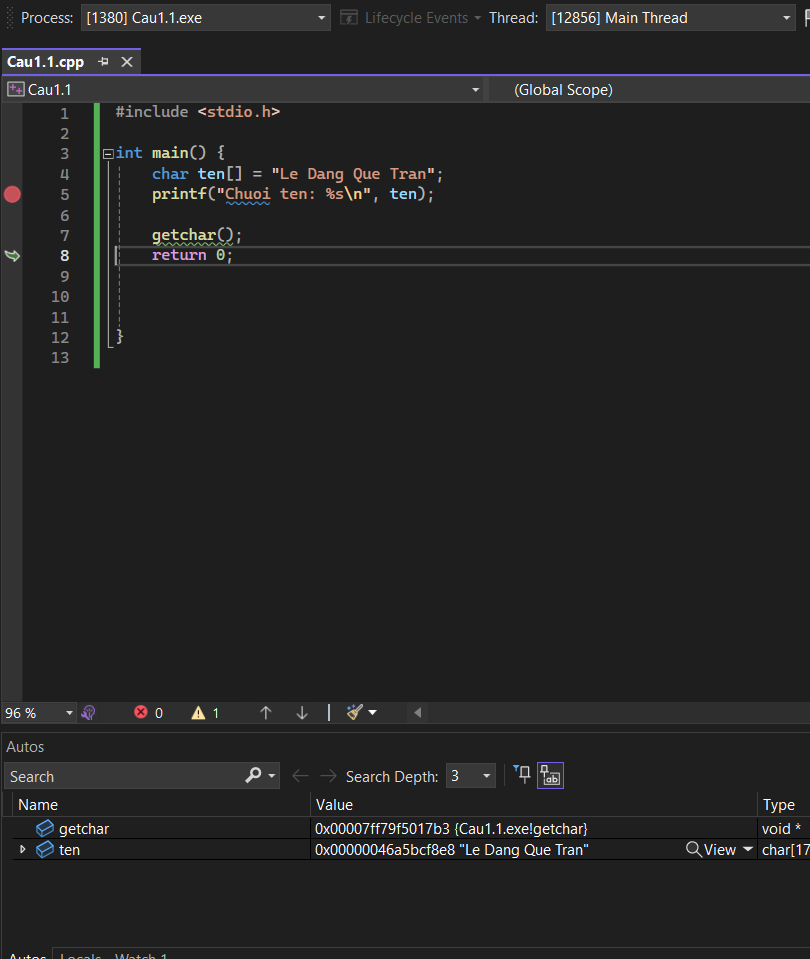 Process: [1380] Cau1.1.exe Lifecycle Events Thread: [12856] Main Thread
Cau1.1.cpp
Cau1.1 (Global Scope)
1 #include <stdio.h>
2
3 int main() {
4 char ten[] = "Le Dang Que Tran";
5 printf("Chuoi ten: %s\n", ten);
6
7 getchar();
8 return 0;
9
10
11
12 }
13
96 % 0 1
Autos
Search Search Depth: 3
Name Value Type
getchar 0x00007ff79f5017b3 {Cau1.1.exe!getchar} void *
ten 0x00000046a5bcf8e8 "Le Dang Que Tran" View char[17
Autos Locals Watch 1